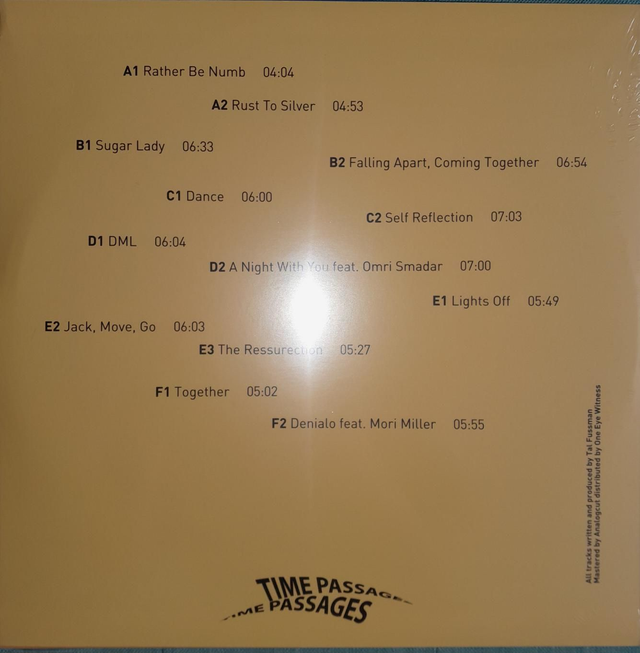 A1 Rather Be Numb 04:04
A2 Rust To Silver 04:53
B1 Sugar Lady 06:33
B2 Falling Apart, Coming Together 06:54
C1 Dance 06:00
C2 Self Reflection 07:03
D1 DML 06:04
D2 A Night With You feat. Omri Smadar 07:00
E1 Lights Off 05:49
E2 Jack, Move, Go 06:03
E3 The Ressurection 05:27
F1 Together 05:02
F2 Denialo feat. Mori Miller 05:55
All tracks written and produced by Tal Fussman
Mastered by Analogcut distributed by One Eye Witness
TIME PASSAGES
TIME PASSAGES